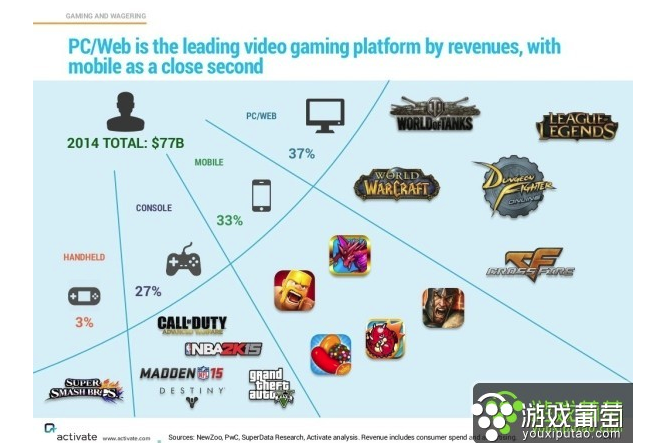 GAMING AND WAGERING
PC/Web is the leading video gaming platform by revenues, with
mobile as a close second
2014 TOTAL: $77B
PC/WEB
37%
MOBILE
33%
CONSOLE
27%
HANDHELD
3%
WORLD OF TANKS
LEAGUE OF
LEGENDS
WORLD
OF
WARCRAFT
DUNGEON
FIGHTER
ONLINE
CF
CROSSFIRE
CALL OF DUTY
ADVANCED WARFARE
NBA2K15
MADDEN NFL 15
DESTINY
grand
theft
auto
V
SUPER
SMASH BROS.
activate
www.activate.com
Sources: NewZoo, PwC, SuperData Research, Activate analysis. Revenue includes consumer spend and
游戏葡萄
youxiputao.com